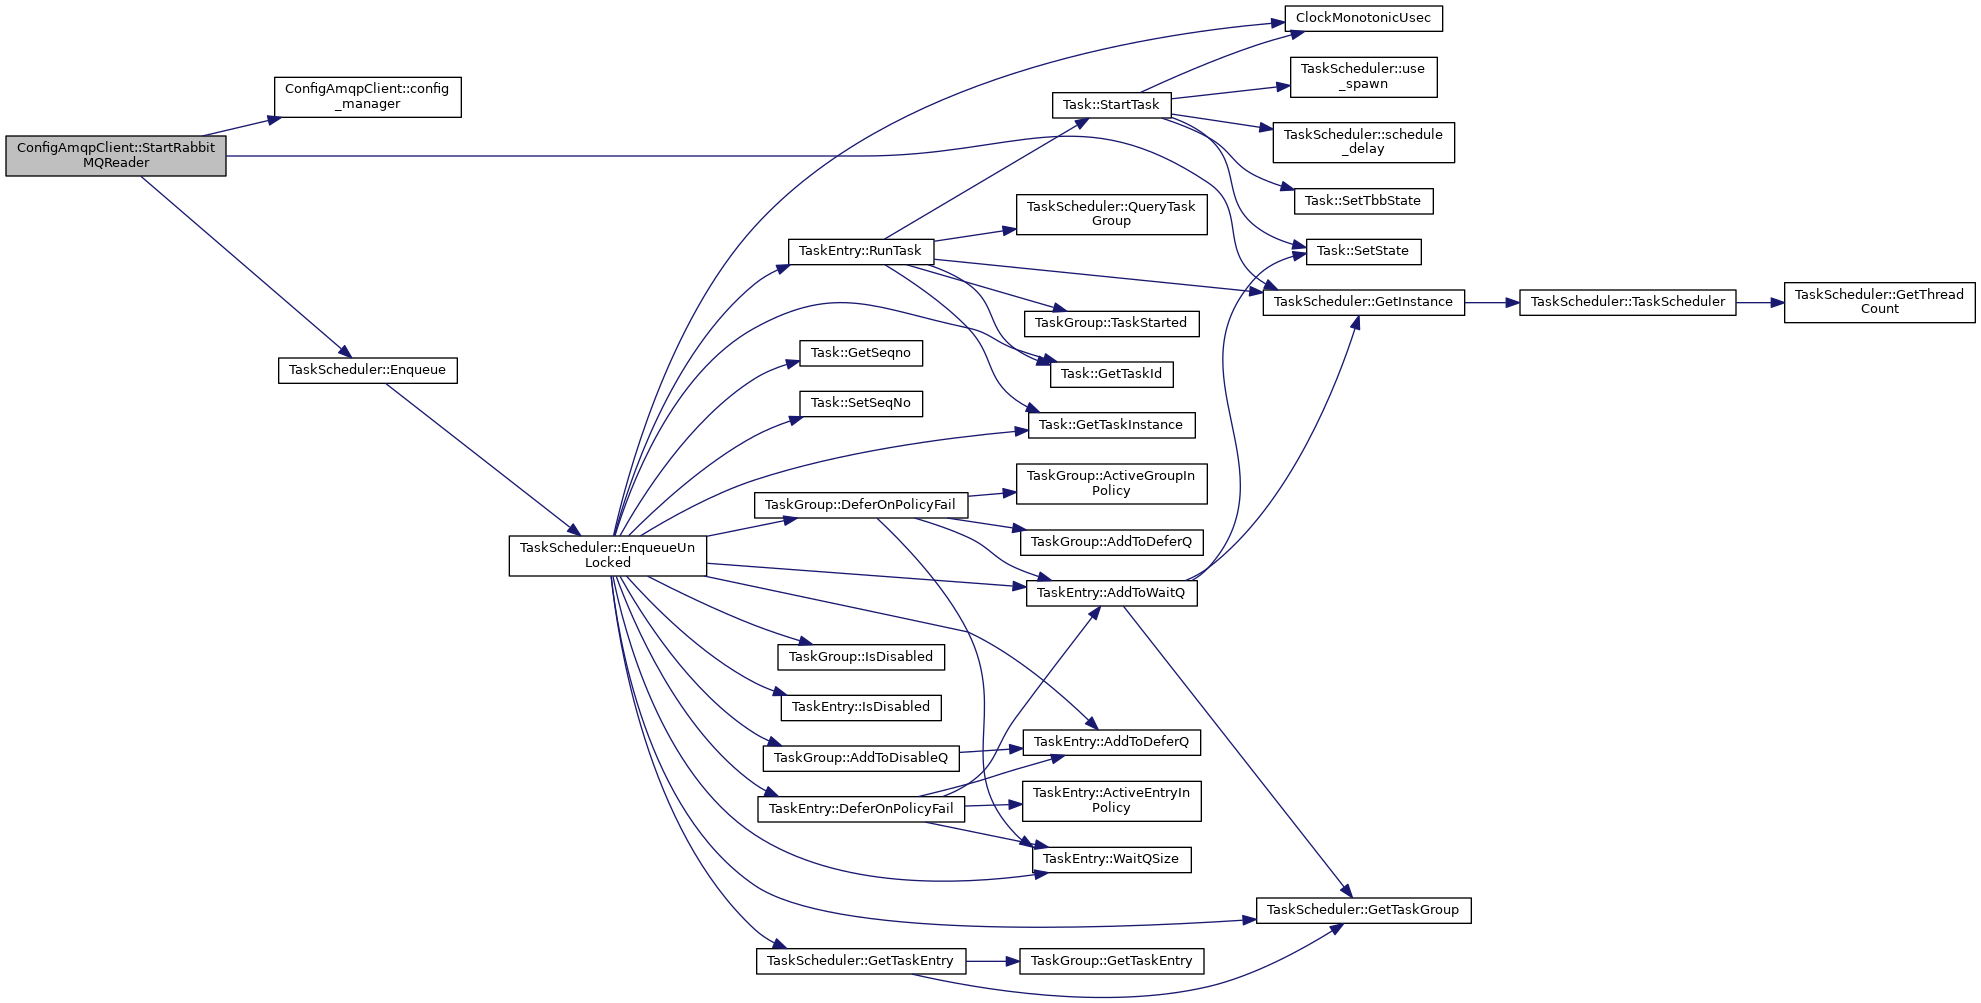 ClockMonotonicUsec
TaskScheduler::use
_spawn
ConfigAmqpClient::config
_manager
Task::StartTask
TaskScheduler::schedule
_delay
ConfigAmqpClient::StartRabbit
MQReader
Task::SetTbbState
TaskScheduler::QueryTask
Group
TaskEntry::RunTask
Task::SetState
TaskScheduler::GetInstance
TaskScheduler::TaskScheduler
TaskScheduler::GetThread
Count
TaskGroup::TaskStarted
Task::GetSeqno
TaskScheduler::Enqueue
Task::GetTaskId
Task::SetSeqNo
Task::GetTaskInstance
TaskGroup::ActiveGroupIn
Policy
TaskGroup::DeferOnPolicyFail
TaskGroup::AddToDeferQ
TaskScheduler::EnqueueUn
Locked
TaskEntry::AddToWaitQ
TaskGroup::IsDisabled
TaskEntry::IsDisabled
TaskEntry::AddToDeferQ
TaskGroup::AddToDisableQ
TaskEntry::ActiveEntryIn
Policy
TaskEntry::DeferOnPolicyFail
TaskEntry::WaitQSize
TaskScheduler::GetTaskGroup
TaskScheduler::GetTaskEntry
TaskGroup::GetTaskEntry